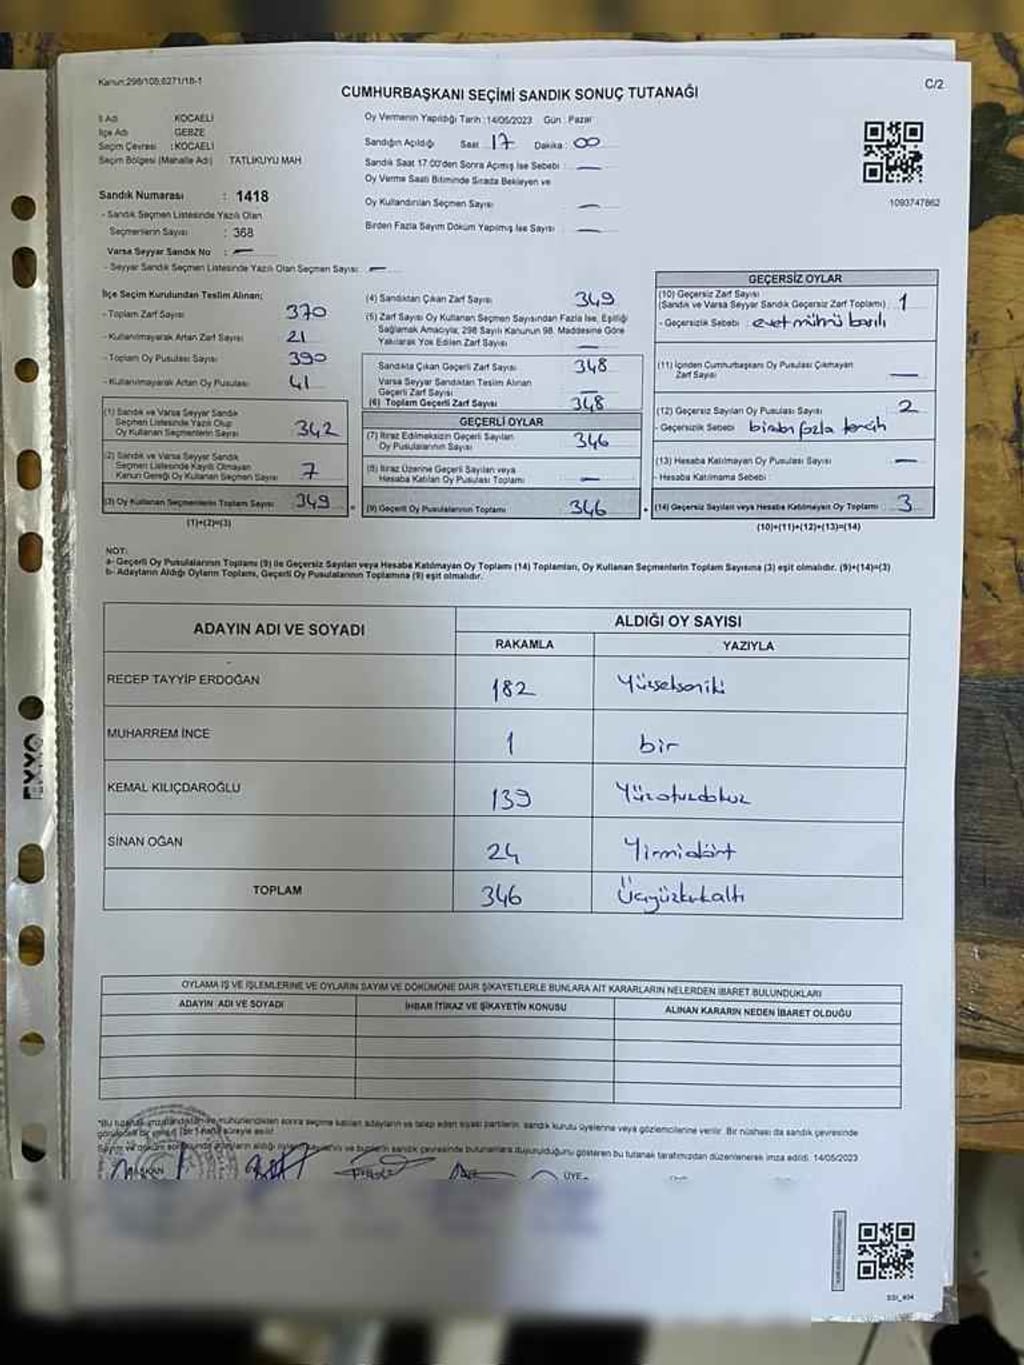 Kanun:298/105;6271/18-1
C/2
CUMHURBAŞKANI SEÇİMİ SANDIK SONUÇ TUTANAĞI
İl Adı KOCAELİ
İlçe Adı GEBZE
Seçim Çevresi : KOCAELİ
Seçim Bölgesi (Mahalle Adı) TATLIKUYU MAH
Sandık Numarası : 1418
- Sandık Seçmen Listesinde Yazılı Olan
Seçmenlerin Sayısı : 368
Varsa Seyyar Sandık No : —
- Seyyar Sandık Seçmen Listesinde Yazılı Olan Seçmen Sayısı: —
Oy Vermenin Yapıldığı Tarih :14/05/2023 Gün : Pazar
Sandığın Açıldığı Saat 17 Dakika : 00
Sandık Saat 17:00'den Sonra Açımış İse Sebebi : —
Oy Verme Saati Bitiminde Sırada Bekleyen ve
Oy Kullandırılan Seçmen Sayısı : —
Birden Fazla Sayım Döküm Yapılmış İse Sayısı : —
1093747862
İlçe Seçim Kurulundan Teslim Alınan;
- Toplam Zarf Sayısı 370
- Kullanılmayarak Artan Zarf Sayısı 21
- Toplam Oy Pusulası Sayısı 390
- Kullanılmayarak Artan Oy Pusulası 41
(1) Sandık ve Varsa Seyyar Sandık
Seçmen Listesinde Yazılı Olup
Oy Kullanan Seçmenlerin Sayısı 342
(2) Sandık ve Varsa Seyyar Sandık
Seçmen Listesinde Kayıtlı Olmayan
Kanun Gereği Oy Kullanan Seçmen Sayısı 7
(3) Oy Kullanan Seçmenlerin Toplam Sayısı 349
(1)+(2)=(3)
(4) Sandıktan Çıkan Zarf Sayısı 349
(5) Zarf Sayısı Oy Kullanan Seçmen Sayısından Fazla İse, Eşitliği
Sağlamak Amacıyla; 298 Sayılı Kanunun 98. Maddesine Göre
Yakılarak Yok Edilen Zarf Sayısı —
Sandıkta Çıkan Geçerli Zarf Sayısı 348
Varsa Seyyar Sandıktan Teslim Alınan
Geçerli Zarf Sayısı —
(6) Toplam Geçerli Zarf Sayısı 348
GEÇERLİ OYLAR
(7) İtiraz Edilmeksizin Geçerli Sayılan
Oy Pusulalarının Sayısı 346
(8) İtiraz Üzerine Geçerli Sayılan veya
Hesaba Katılan Oy Pusulası Toplamı —
(9) Geçerli Oy Pusulalarının Toplamı 346
GEÇERSİZ OYLAR
(10) Geçersiz Zarf Sayısı
(Sandık ve Varsa Seyyar Sandık Geçersiz Zarf Toplamı) 1
- Geçersizlik Sebebi : evet mührü basılı
(11) İçinden Cumhurbaşkanı Oy Pusulası Çıkmayan
Zarf Sayısı —
(12) Geçersiz Sayılan Oy Pusulası Sayısı 2
- Geçersizlik Sebebi birden fazla tercih
(13) Hesaba Katılmayan Oy Pusulası Sayısı —
- Hesaba Katılmama Sebebi :
(14) Geçersiz Sayılan veya Hesaba Katılmayan Oy Toplamı 3
(10)+(11)+(12)+(13)=(14)
NOT:
a- Geçerli Oy Pusulalarının Toplamı (9) ile Geçersiz Sayılan veya Hesaba Katılmayan Oy Toplamı (14) Toplamları, Oy Kullanan Seçmenlerin Toplam Sayısına (3) eşit olmalıdır. (9)+(14)=(3)
b- Adayların Aldığı Oyların Toplamı, Geçerli Oy Pusulalarının Toplamına (9) eşit olmalıdır.
ADAYIN ADI VE SOYADI ALDIĞI OY SAYISI
RAKAMLA YAZIYLA
RECEP TAYYİP ERDOĞAN 182 Yüzsekseniki
MUHARREM İNCE 1 bir
KEMAL KILIÇDAROĞLU 139 Yüzotuzdokuz
SİNAN OĞAN 24 Yirmidört
TOPLAM 346 Üçyüzkırkaltı
OYLAMA İŞ VE İŞLEMLERİNE VE OYLARIN SAYIM VE DÖKÜMÜNE DAİR ŞİKAYETLERLE BUNLARA AİT KARARLARIN NELERDEN İBARET BULUNDUKLARI
ADAYIN ADI VE SOYADI İHBAR İTİRAZ VE ŞİKAYETİN KONUSU ALINAN KARARIN NEDEN İBARET OLDUĞU
*Bu tutanak imzalandıktan ve mühürlendikten sonra seçime katılan adayların ve talep eden siyasi partilerin, sandık kurulu üyelerine veya gözlemcilerine verilir. Bir nüshası da sandık çevresinde
süreyle asılır.
sandık çevresinde bulunanlara duyurulduğunu gösteren bu tutanak tarafımızdan düzenlenerek imza edildi. 14/05/2023
BAŞKAN ÜYE
EXXO
SSI_404